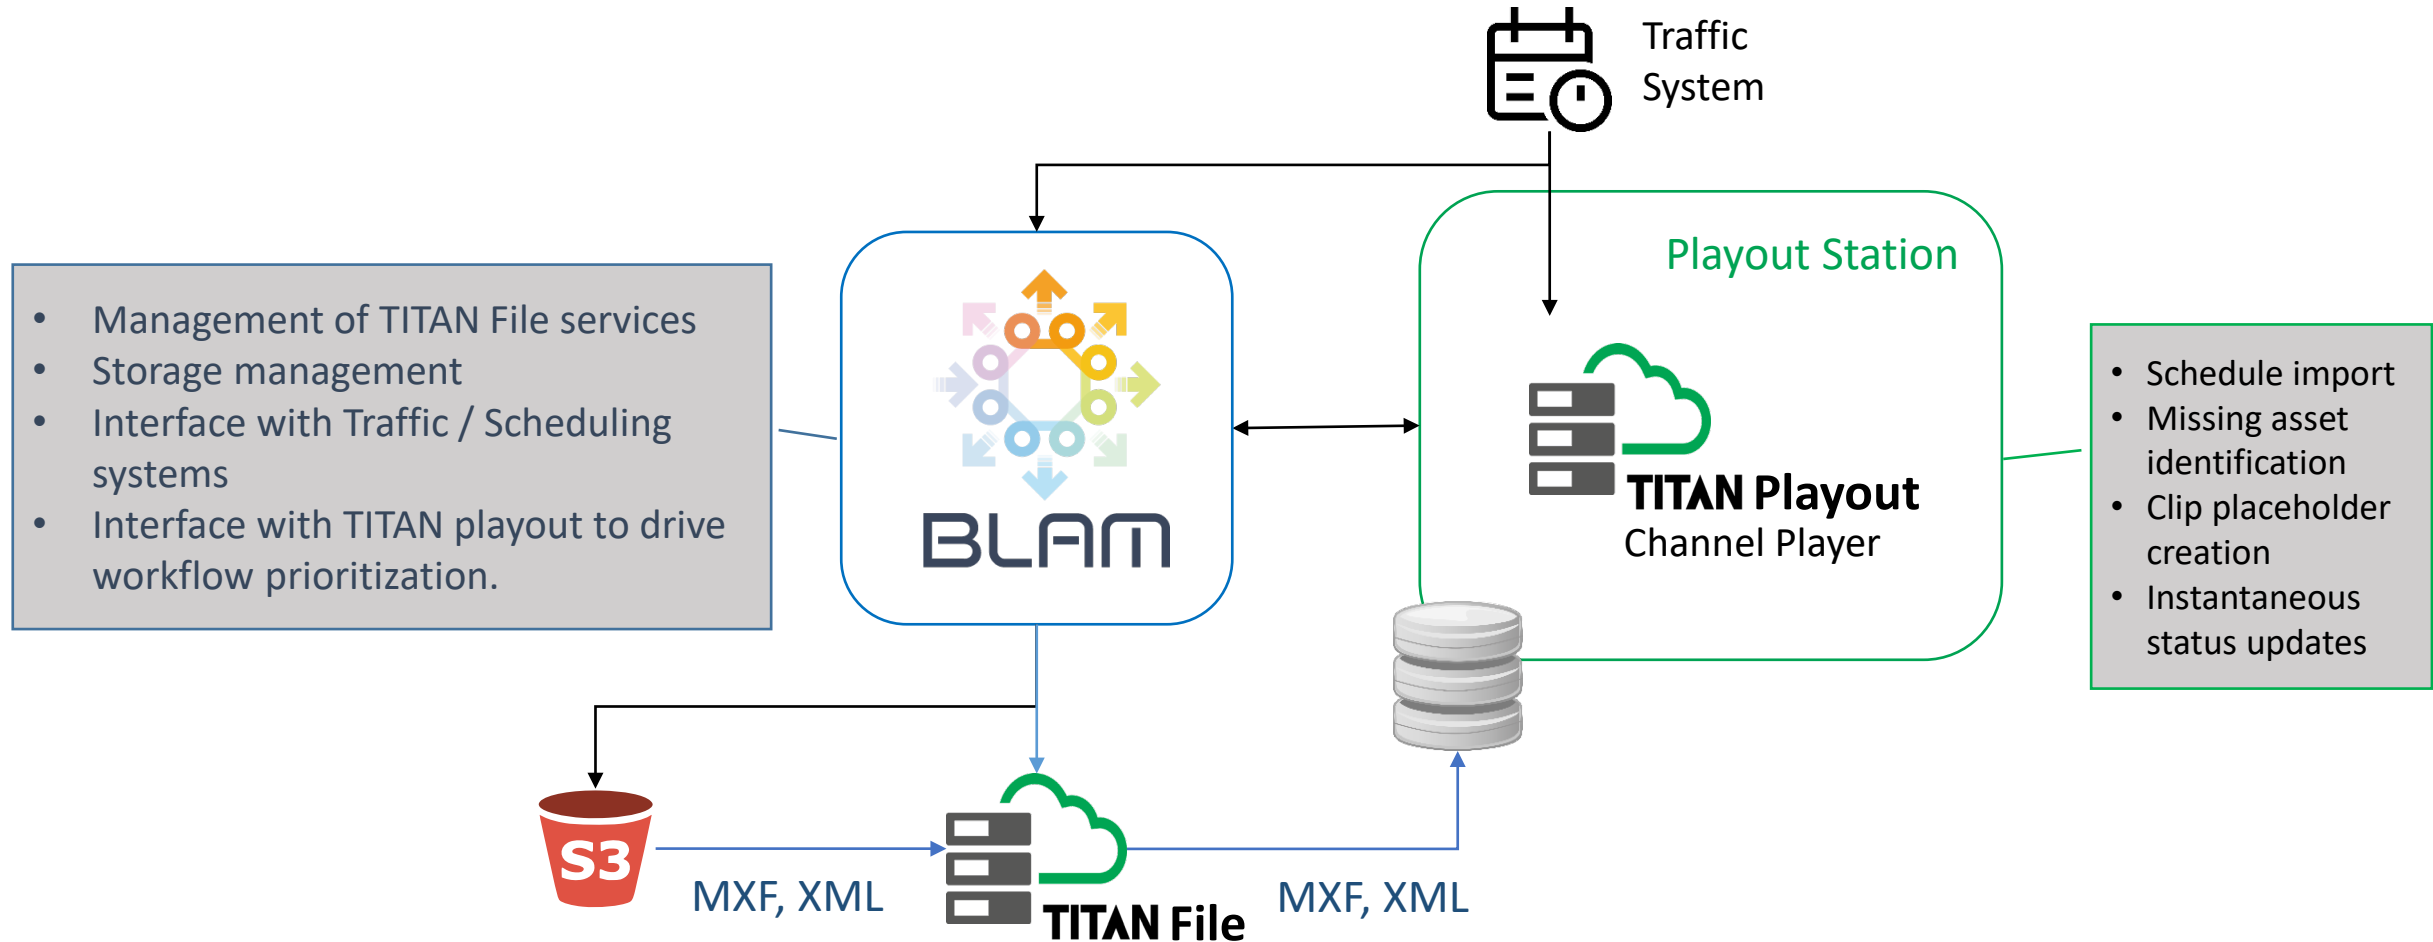 Traffic
System
Playout Station
• Management of TITAN File services
• Storage management
• Interface with Traffic / Scheduling
systems
• Interface with TITAN playout to drive
workflow prioritization.
BLAM
TITAN Playout
Channel Player
• Schedule import
• Missing asset
identification
• Clip placeholder
creation
• Instantaneous
status updates
S3
MXF, XML
TITAN File
MXF, XML